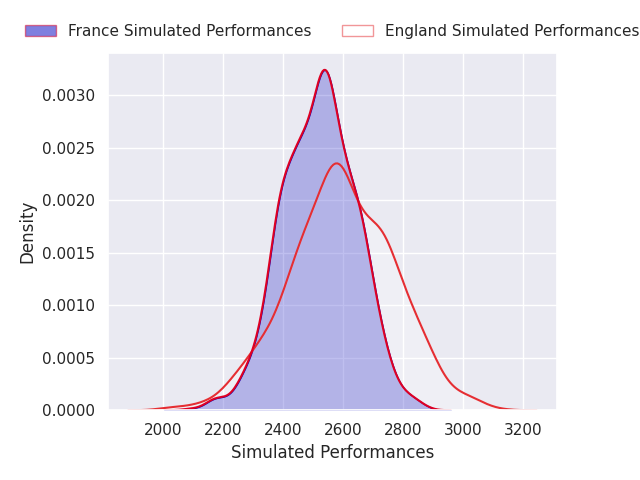 France Simulated Performances England Simulated Performances
0.0030
0.0025
0.0020
0.0015
0.0010
0.0005
0.0000
Density
2000 2200 2400 2600 2800 3000 3200
Simulated Performances